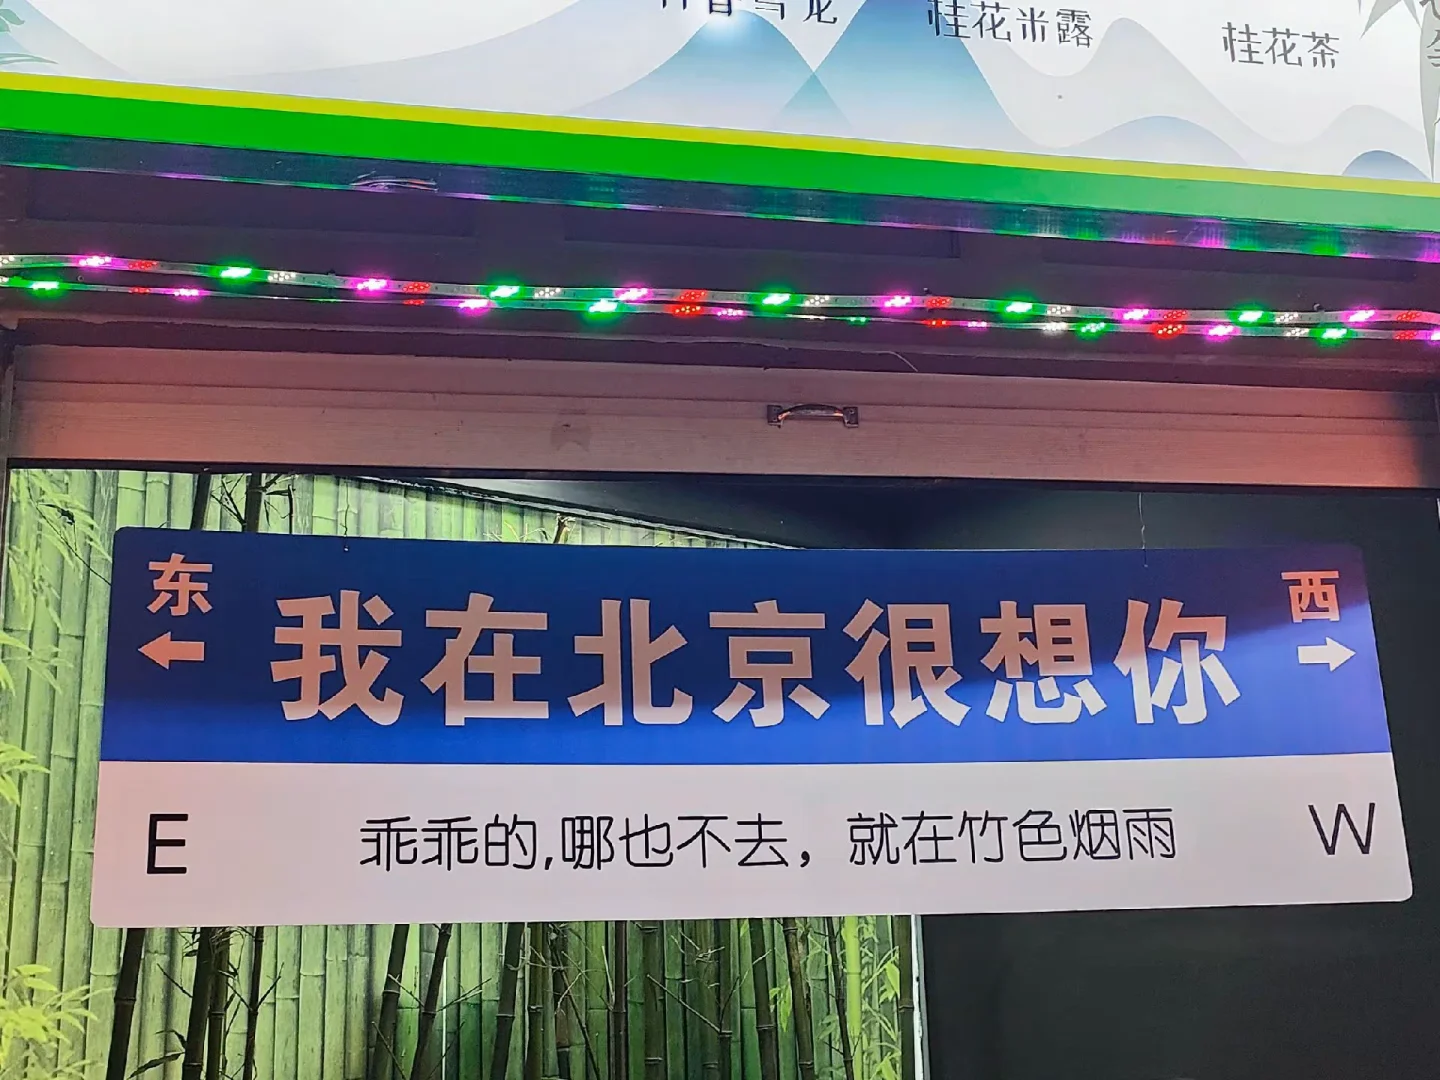 桂花米露
桂花茶
东
我在北京很想你
西
E
乖乖的,哪也不去，就在竹色烟雨
W